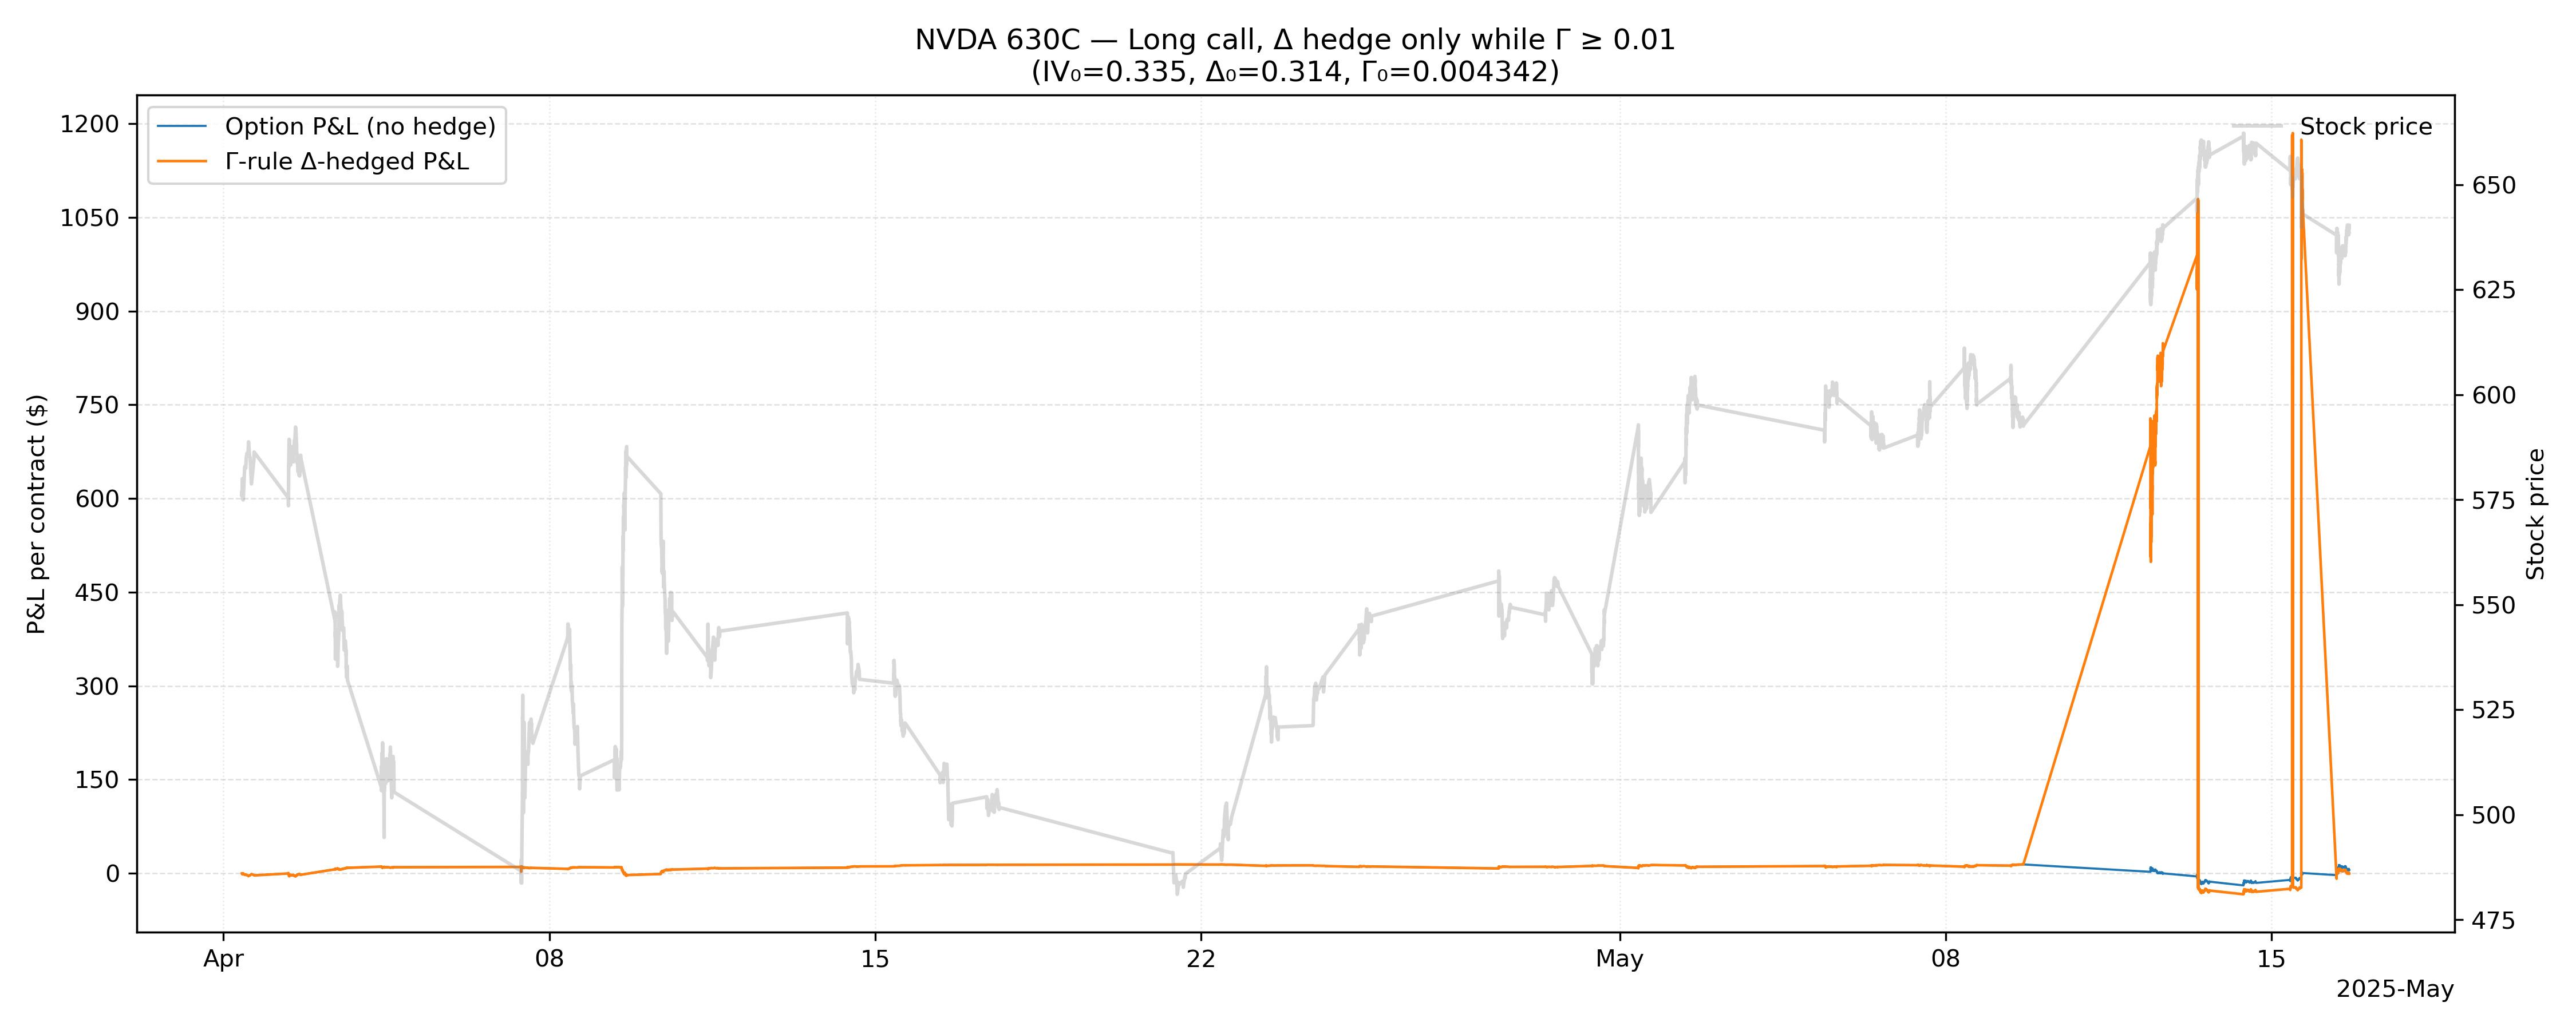 NVDA 630C — Long call, Δ hedge only while Γ ≥ 0.01
(IV₀=0.335, Δ₀=0.314, Γ₀=0.004342)
Option P&L (no hedge)
Γ-rule Δ-hedged P&L
Stock price
P&L per contract ($)
1200
1050
900
750
600
450
300
150
0
650
625
600
575
550
525
500
475
Stock price
Apr
08
15
22
May
08
15
2025-May